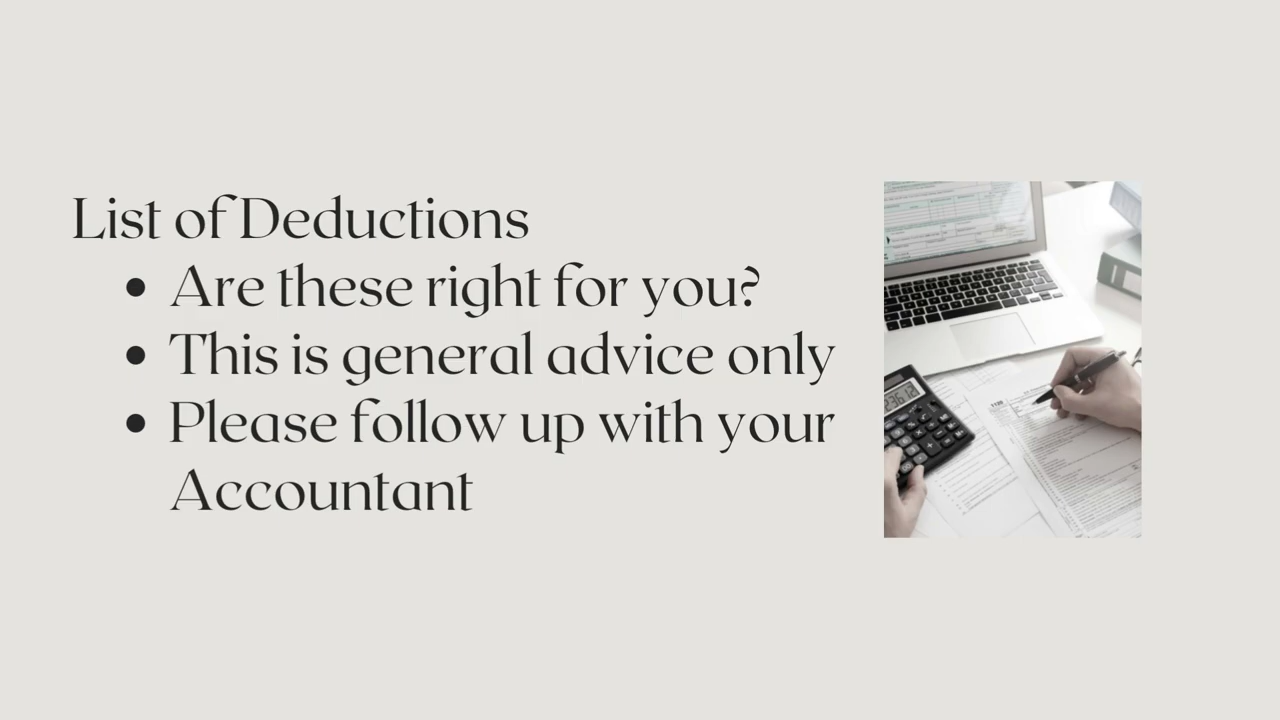 List of Deductions
• Are these right for you?
• This is general advice only
• Please follow up with your
Accountant